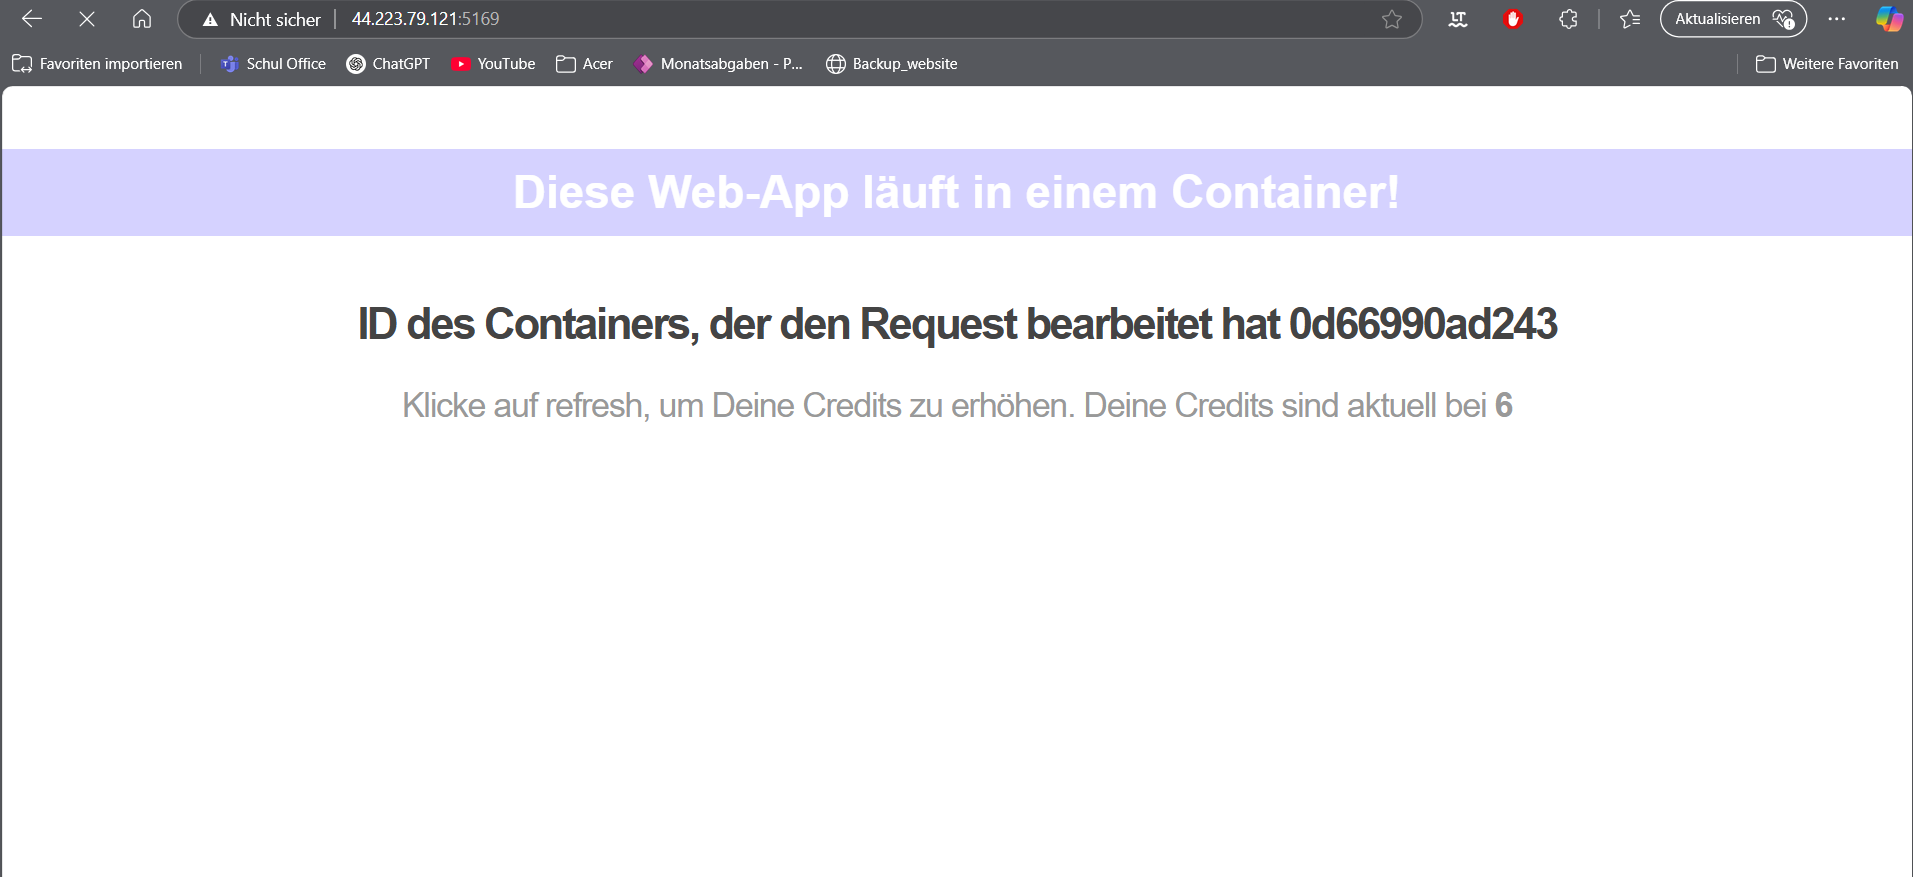 Nicht sicher 44.223.79.121:5169 Aktualisieren
Favoriten importieren Schul Office ChatGPT YouTube Acer Monatsabgaben - P... Backup_website Weitere Favoriten
Diese Web-App läuft in einem Container!
ID des Containers, der den Request bearbeitet hat 0d66990ad243
Klicke auf refresh, um Deine Credits zu erhöhen. Deine Credits sind aktuell bei 6